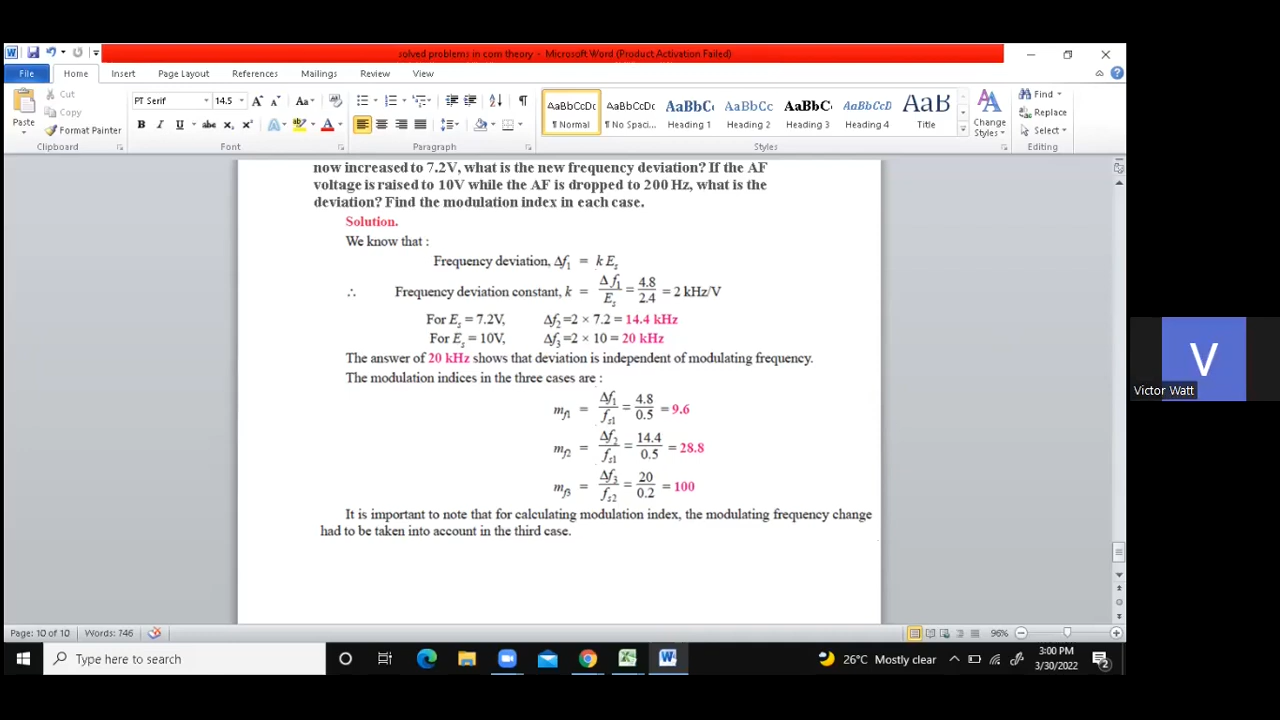 solved problems in com theory - Microsoft Word (Product Activation Failed)
File Home Insert Page Layout References Mailings Review View
Cut
Copy
Format Painter
Paste
Clipboard
PT Serif 14.5
B I U abc x₂ x²
Font
Paragraph
AaBbCcDc AaBbCcDc AaBbC( AaBbCc AaBbCc AaBbCcD AaBbC
¶ Normal ¶ No Spaci... Heading 1 Heading 2 Heading 3 Heading 4 Title
Change Styles
Styles
Find
Replace
Select
Editing
now increased to 7.2V, what is the new frequency deviation? If the AF
voltage is raised to 10V while the AF is dropped to 200 Hz, what is the
deviation? Find the modulation index in each case.
Solution.
We know that :
Frequency deviation, Δf₁ = k Eₛ
∴ Frequency deviation constant, k = Δf₁/Eₛ = 4.8/2.4 = 2 kHz/V
For Eₛ = 7.2V, Δf₂ =2 × 7.2 = 14.4 kHz
For Eₛ = 10V, Δf₃ =2 × 10 = 20 kHz
The answer of 20 kHz shows that deviation is independent of modulating frequency.
The modulation indices in the three cases are :
m_f1 = Δf₁/f_s1 = 4.8/0.5 = 9.6
m_f2 = Δf₂/f_s1 = 14.4/0.5 = 28.8
m_f3 = Δf₃/f_s2 = 20/0.2 = 100
It is important to note that for calculating modulation index, the modulating frequency change
had to be taken into account in the third case.
V
Victor Watt
Page: 10 of 10 Words: 746 96%
Type here to search
26°C Mostly clear
3:00 PM
3/30/2022
2